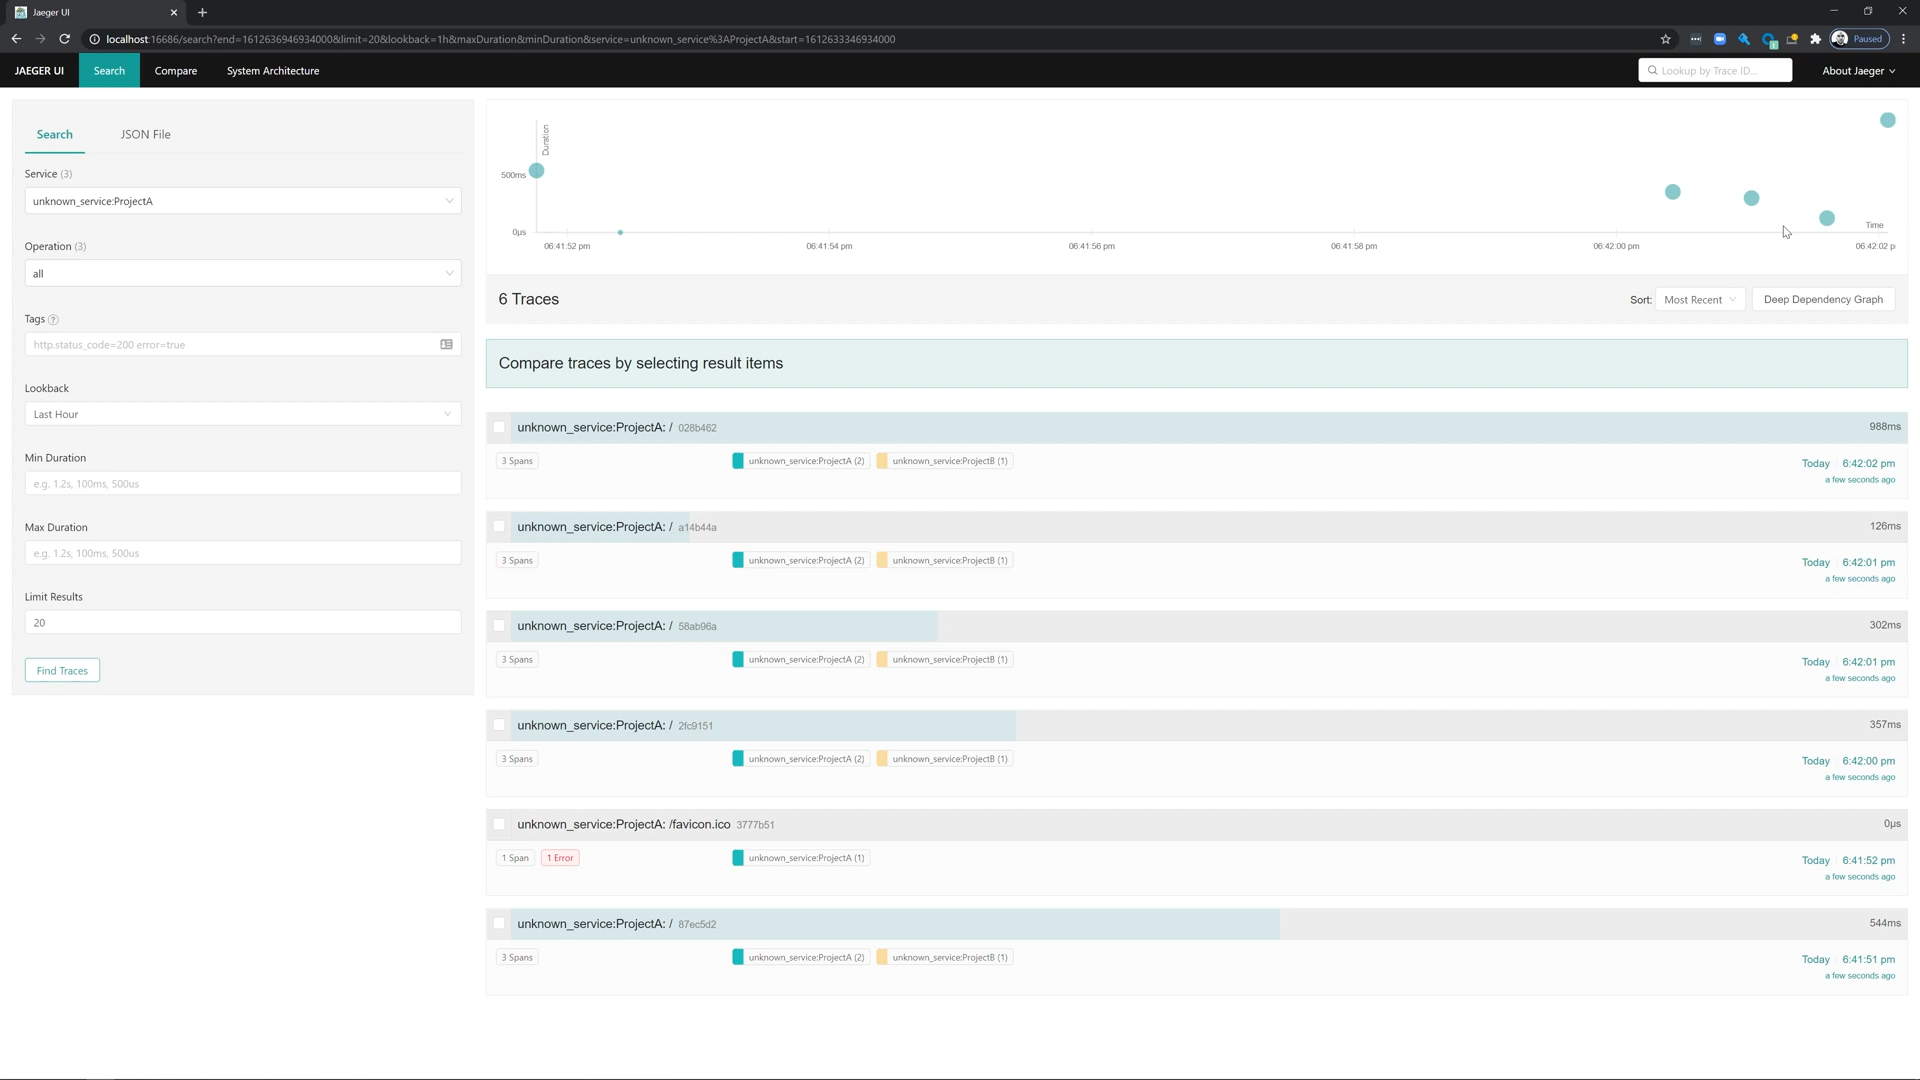 Jaeger UI
localhost:16686/search?end=1612636946934000&limit=20&lookback=1h&maxDuration&minDuration&service=unknown_service%3AProjectA&start=1612633346934000
Paused
JAEGER UI
Search
Compare
System Architecture
Lookup by Trace ID...
About Jaeger
Search
JSON File
Service (3)
unknown_service:ProjectA
Operation (3)
all
Tags
http.status_code=200 error=true
Lookback
Last Hour
Min Duration
e.g. 1.2s, 100ms, 500us
Max Duration
e.g. 1.2s, 100ms, 500us
Limit Results
20
Find Traces
Duration
500ms
0µs
Time
06:41:52 pm
06:41:54 pm
06:41:56 pm
06:41:58 pm
06:42:00 pm
06:42:02 p
6 Traces
Sort:
Most Recent
Deep Dependency Graph
Compare traces by selecting result items
unknown_service:ProjectA: / 028b462
988ms
3 Spans
unknown_service:ProjectA (2)
unknown_service:ProjectB (1)
Today
6:42:02 pm
a few seconds ago
unknown_service:ProjectA: / a14b44a
126ms
3 Spans
unknown_service:ProjectA (2)
unknown_service:ProjectB (1)
Today
6:42:01 pm
a few seconds ago
unknown_service:ProjectA: / 58ab96a
302ms
3 Spans
unknown_service:ProjectA (2)
unknown_service:ProjectB (1)
Today
6:42:01 pm
a few seconds ago
unknown_service:ProjectA: / 2fc9151
357ms
3 Spans
unknown_service:ProjectA (2)
unknown_service:ProjectB (1)
Today
6:42:00 pm
a few seconds ago
unknown_service:ProjectA: /favicon.ico 3777b51
0µs
1 Span
1 Error
unknown_service:ProjectA (1)
Today
6:41:52 pm
a few seconds ago
unknown_service:ProjectA: / 87ec5d2
544ms
3 Spans
unknown_service:ProjectA (2)
unknown_service:ProjectB (1)
Today
6:41:51 pm
a few seconds ago